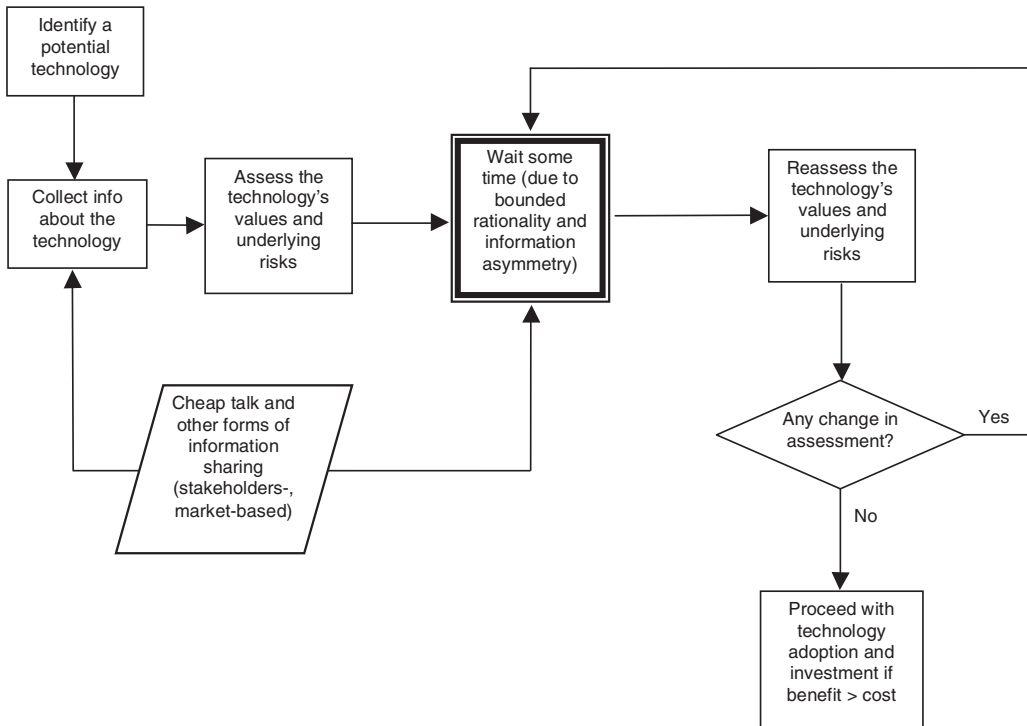 Identify a
potential
technology
Collect info
about the
technology
Assess the
technology's
values and
underlying
risks
Wait some
time (due to
bounded
rationality and
information
asymmetry)
Reassess the
technology's
values and
underlying
risks
Cheap talk and
other forms of
information
sharing
(stakeholders-,
market-based)
Any change in
assessment?
Yes
No
Proceed with
technology
adoption and
investment if
benefit > cost